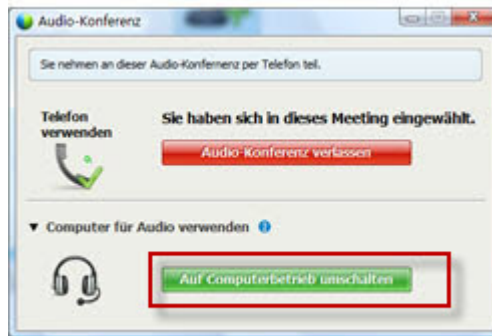 Audio-Konferenz
Sie nehmen an dieser Audio-Konfernenz per Telefon teil.
Telefon
verwenden
Sie haben sich in dieses Meeting eingewählt.
Audio-Konferenz verlassen
Computer für Audio verwenden
Auf Computerbetrieb umschalten